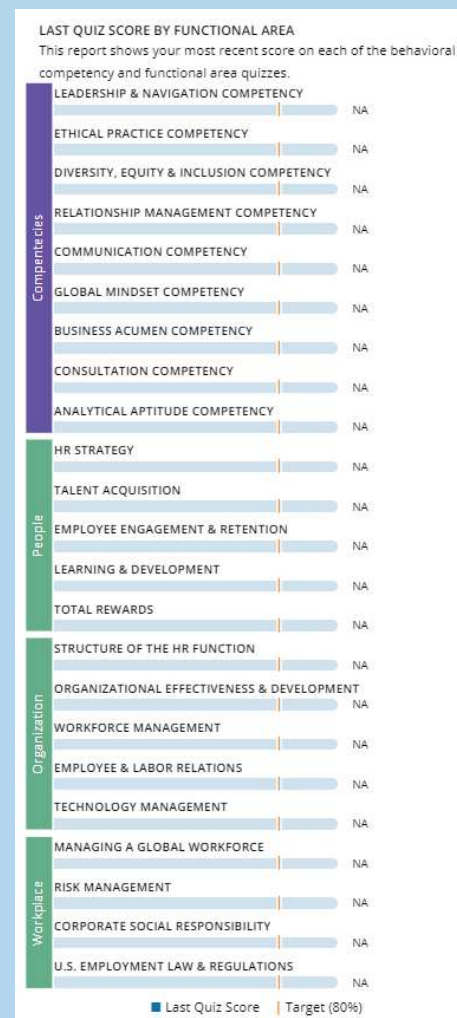 LAST QUIZ SCORE BY FUNCTIONAL AREA
This report shows your most recent score on each of the behavioral
competency and functional area quizzes.
Compentecies
LEADERSHIP & NAVIGATION COMPETENCY
NA
ETHICAL PRACTICE COMPETENCY
NA
DIVERSITY, EQUITY & INCLUSION COMPETENCY
NA
RELATIONSHIP MANAGEMENT COMPETENCY
NA
COMMUNICATION COMPETENCY
NA
GLOBAL MINDSET COMPETENCY
NA
BUSINESS ACUMEN COMPETENCY
NA
CONSULTATION COMPETENCY
NA
ANALYTICAL APTITUDE COMPETENCY
NA
People
HR STRATEGY
NA
TALENT ACQUISITION
NA
EMPLOYEE ENGAGEMENT & RETENTION
NA
LEARNING & DEVELOPMENT
NA
TOTAL REWARDS
NA
Organization
STRUCTURE OF THE HR FUNCTION
NA
ORGANIZATIONAL EFFECTIVENESS & DEVELOPMENT
NA
WORKFORCE MANAGEMENT
NA
EMPLOYEE & LABOR RELATIONS
NA
TECHNOLOGY MANAGEMENT
NA
Workplace
MANAGING A GLOBAL WORKFORCE
NA
RISK MANAGEMENT
NA
CORPORATE SOCIAL RESPONSIBILITY
NA
U.S. EMPLOYMENT LAW & REGULATIONS
NA
Last Quiz Score Target (80%)